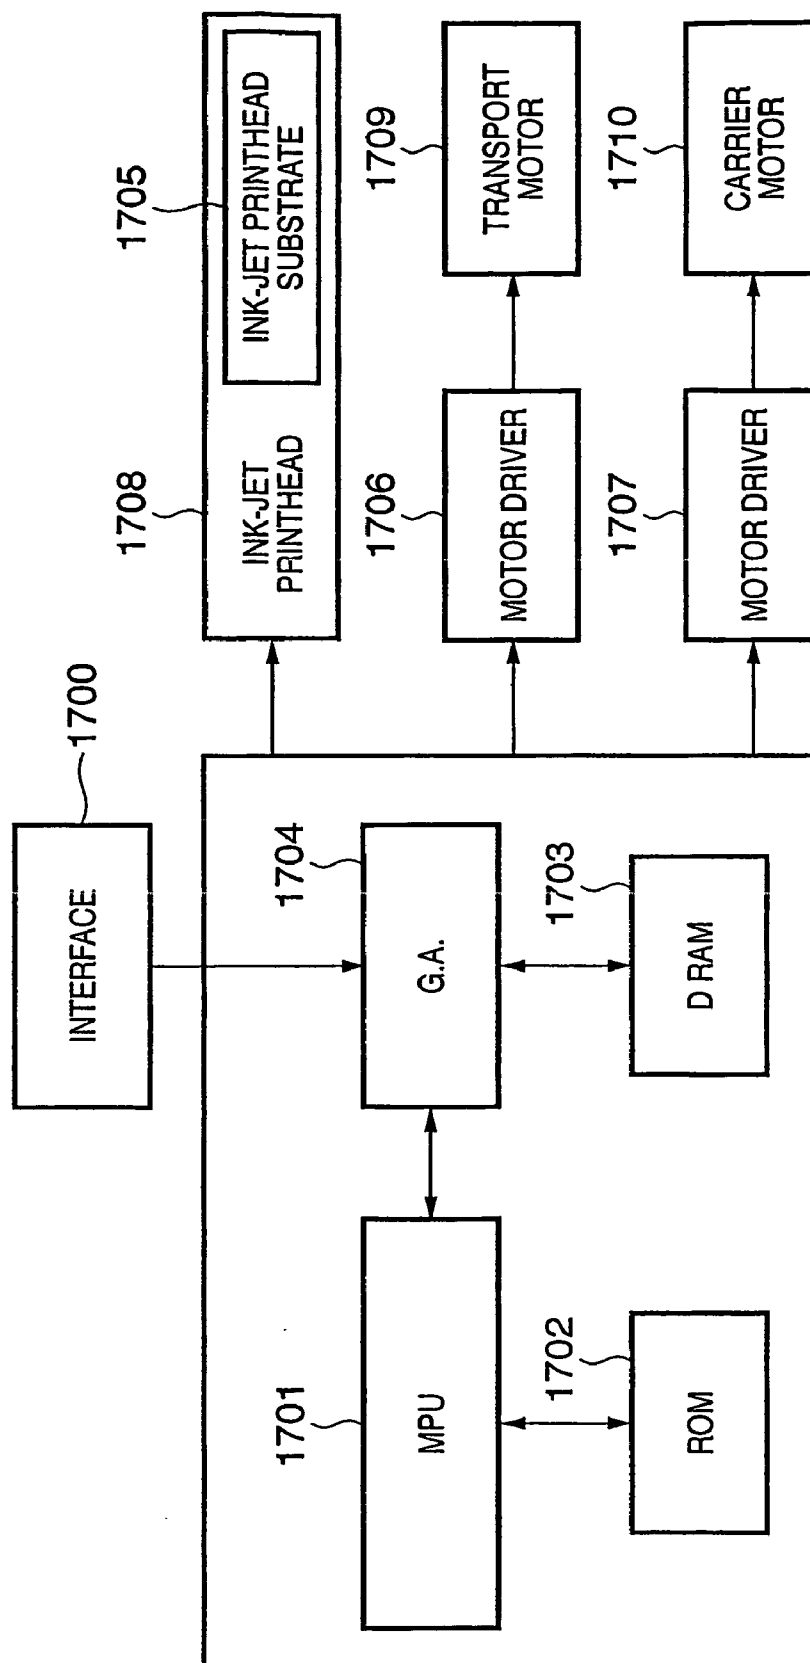 1700
INTERFACE
1708
1705
INK-JET
PRINTHEAD
INK-JET PRINTHEAD
SUBSTRATE
1701
MPU
1704
G.A.
1706
MOTOR DRIVER
1709
TRANSPORT
MOTOR
1702
ROM
1703
D RAM
1707
MOTOR DRIVER
1710
CARRIER
MOTOR